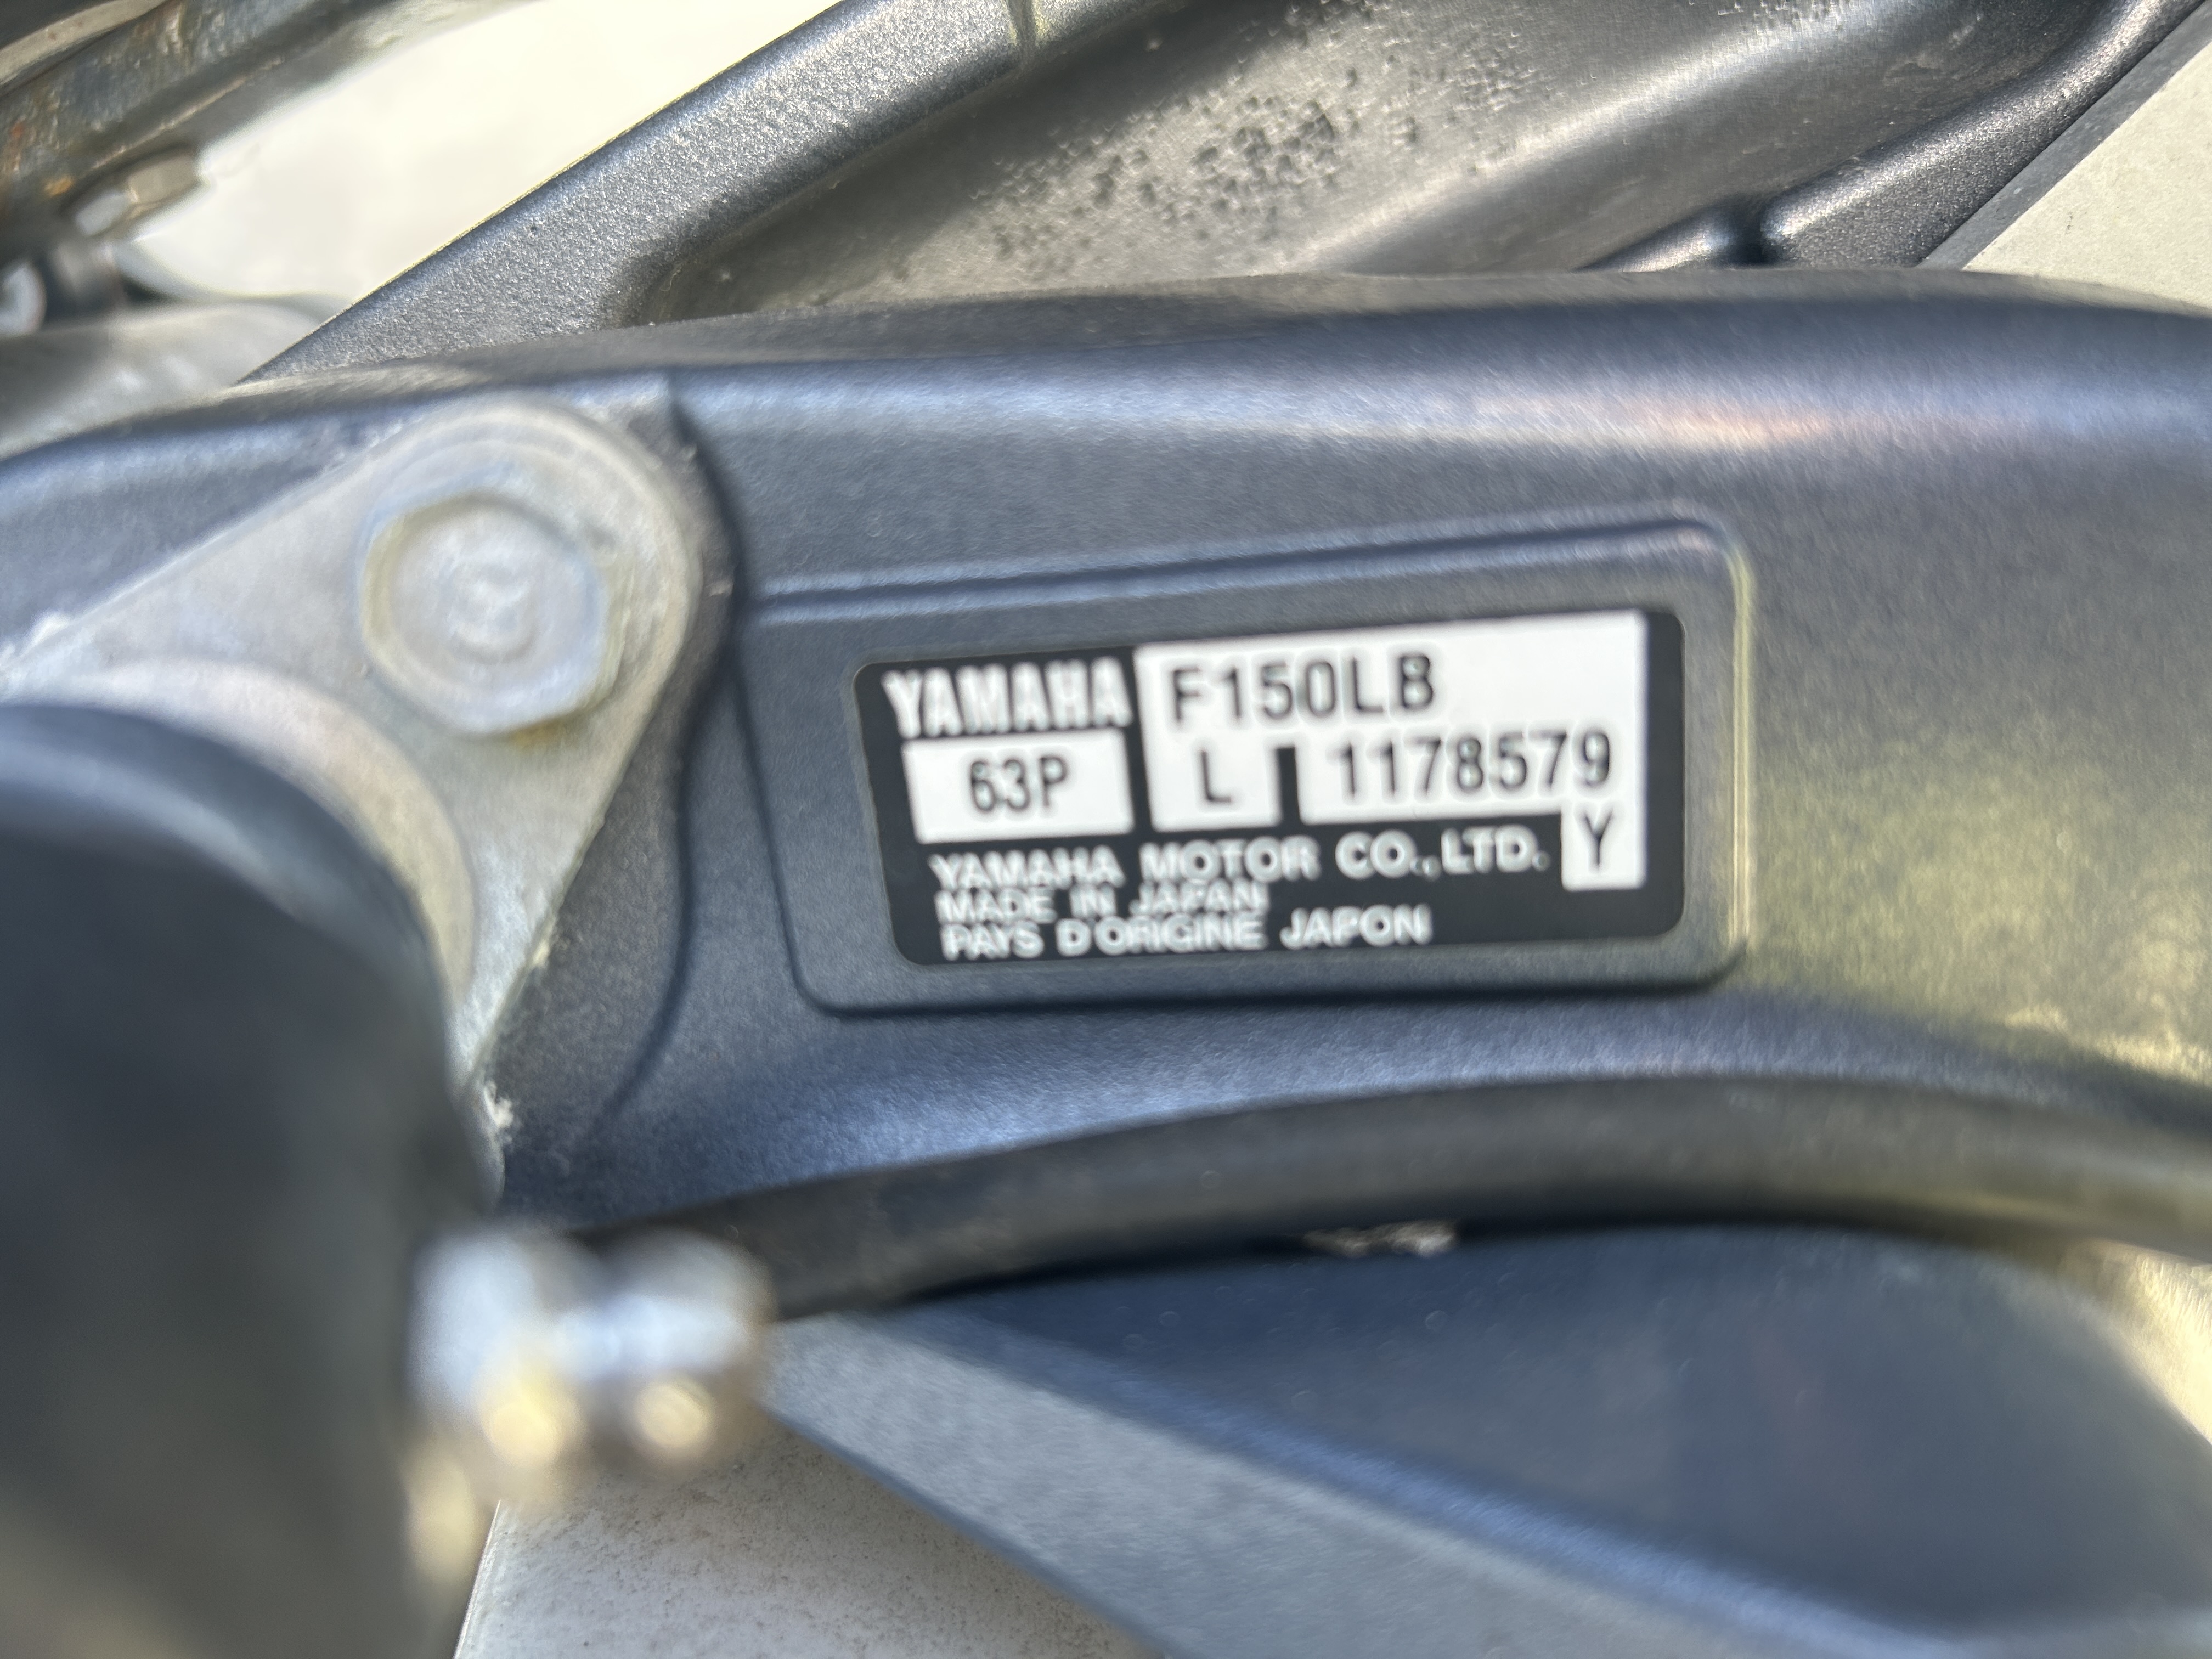 YAMAHA F150LB
63P L 1178579
Y
YAMAHA MOTOR CO.,LTD.
MADE IN JAPAN
PAYS D'ORIGINE JAPON